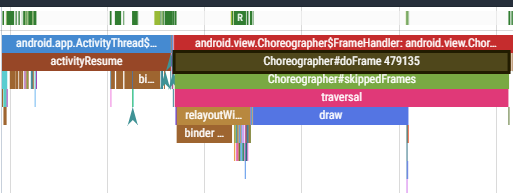 R
android.app.ActivityThread$...
android.view.Choreographer$FrameHandler: android.view.Chor...
activityResume
Choreographer#doFrame 479135
bi...
Choreographer#skippedFrames
traversal
relayoutWi...
draw
binder ...